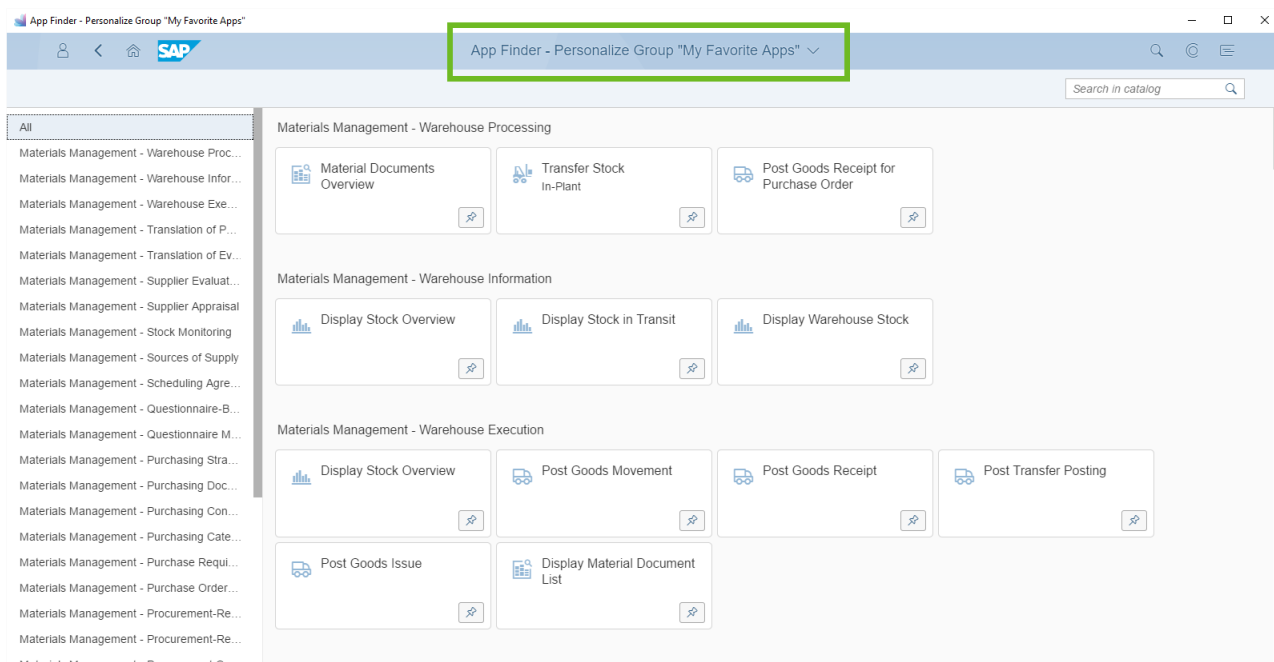 App Finder - Personalize Group "My Favorite Apps"
SAP
App Finder - Personalize Group "My Favorite Apps"
Search in catalog
All
Materials Management - Warehouse Proc...
Materials Management - Warehouse Infor...
Materials Management - Warehouse Exe...
Materials Management - Translation of P...
Materials Management - Translation of Ev...
Materials Management - Supplier Evaluat...
Materials Management - Supplier Appraisal
Materials Management - Stock Monitoring
Materials Management - Sources of Supply
Materials Management - Scheduling Agre...
Materials Management - Questionnaire-B...
Materials Management - Questionnaire M...
Materials Management - Purchasing Stra...
Materials Management - Purchasing Doc...
Materials Management - Purchasing Con...
Materials Management - Purchasing Cate...
Materials Management - Purchase Requi...
Materials Management - Purchase Order...
Materials Management - Procurement-Re...
Materials Management - Procurement-Re...
Materials Management - Warehouse Processing
Material Documents
Overview
Transfer Stock
In-Plant
Post Goods Receipt for
Purchase Order
Materials Management - Warehouse Information
Display Stock Overview
Display Stock in Transit
Display Warehouse Stock
Materials Management - Warehouse Execution
Display Stock Overview
Post Goods Movement
Post Goods Receipt
Post Transfer Posting
Post Goods Issue
Display Material Document
List